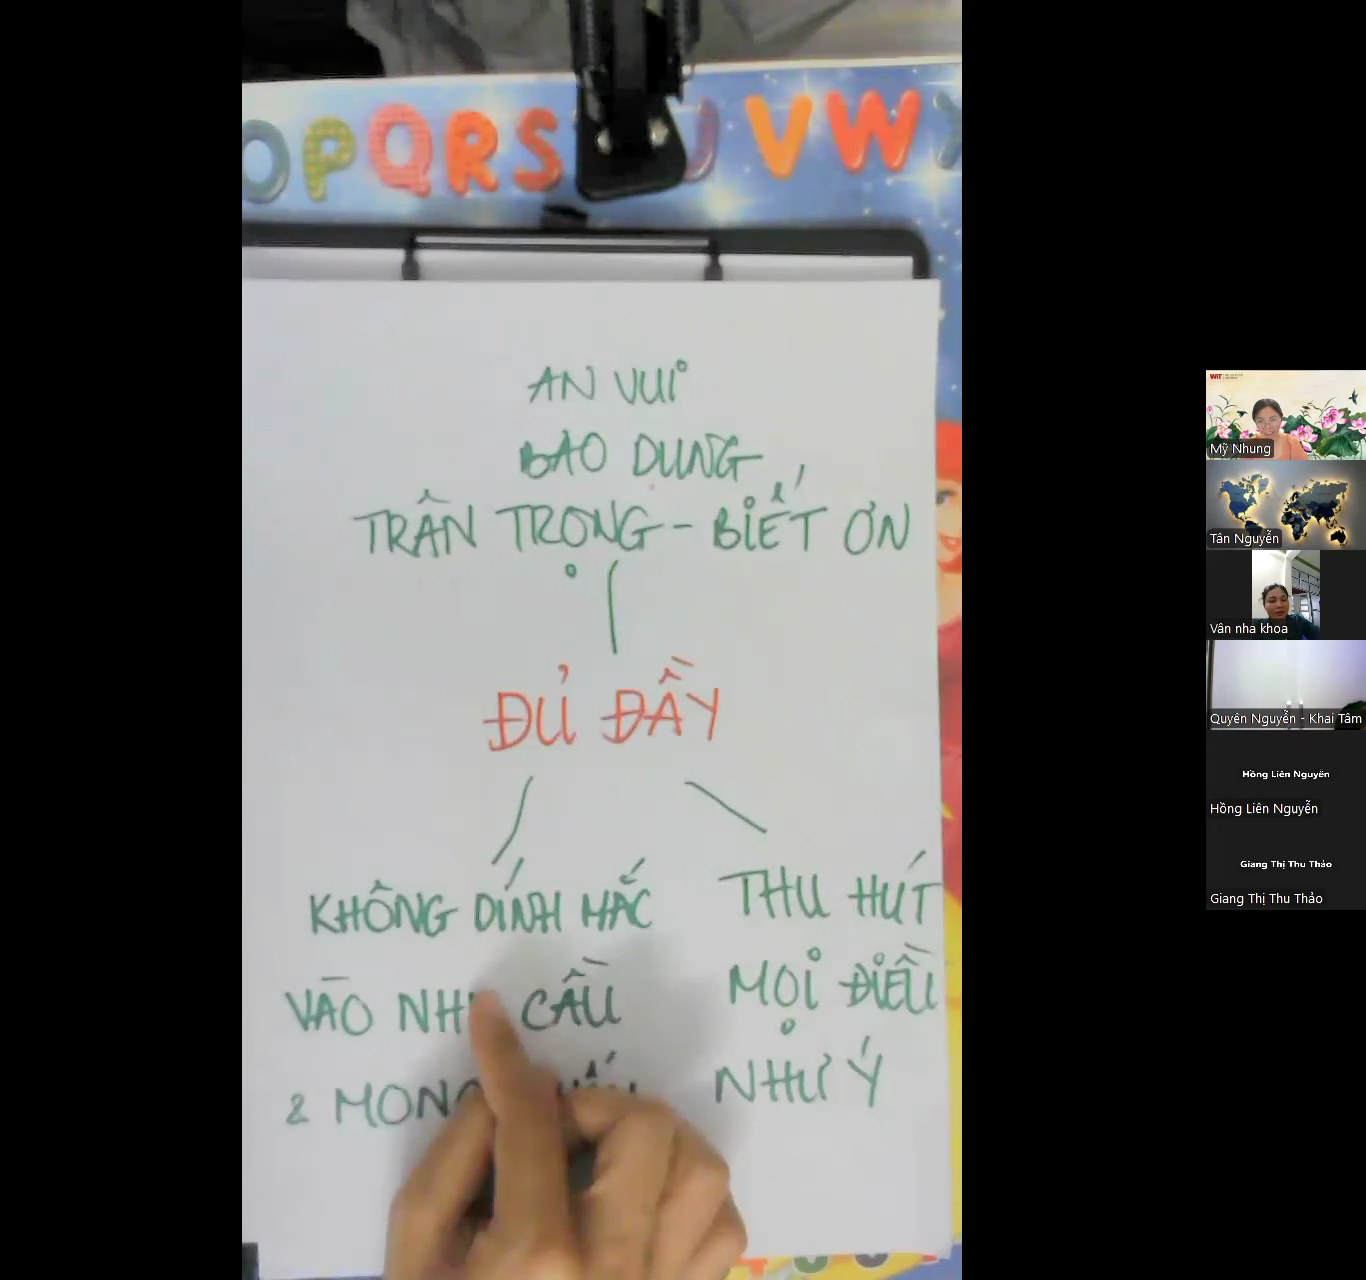 OPQRS U VW
AN VUI
BAO DUNG
TRÂN TRỌNG - BIẾT ƠN
ĐỦ ĐẦY
KHÔNG DÍNH MẮC
VÀO NHU CẦU
& MONG
THU HÚT
MỌI ĐIỀU
NHƯ Ý
WIT
Mỹ Nhung
Tân Nguyễn
Vân nha khoa
Quyên Nguyễn - Khai Tâm
Hồng Liên Nguyễn
Hồng Liên Nguyễn
Giang Thị Thu Thảo
Giang Thị Thu Thảo